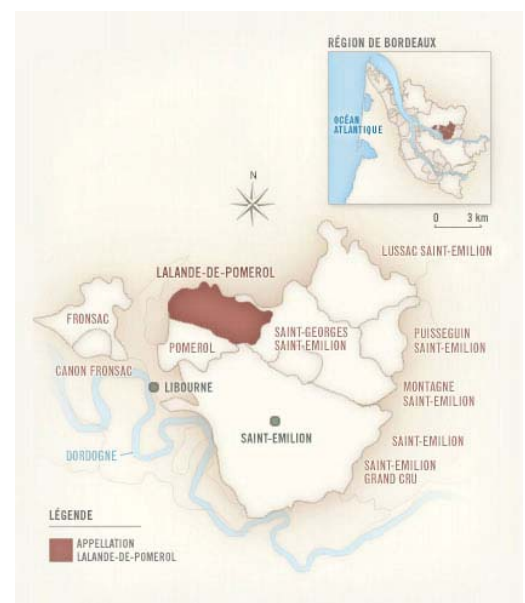 RÉGION DE BORDEAUX
OCÉAN
ATLANTIQUE
N
0 3 km
LUSSAC SAINT-EMILION
LALANDE-DE-POMEROL
FRONSAC
POMEROL
SAINT-GEORGES
SAINT-EMILION
PUISSEGUIN
SAINT-EMILION
CANON FRONSAC
LIBOURNE
MONTAGNE
SAINT-EMILION
SAINT-EMILION
SAINT-EMILION
DORDOGNE
SAINT-EMILION
GRAND CRU
LÉGENDE
APPELLATION
LALANDE-DE-POMEROL